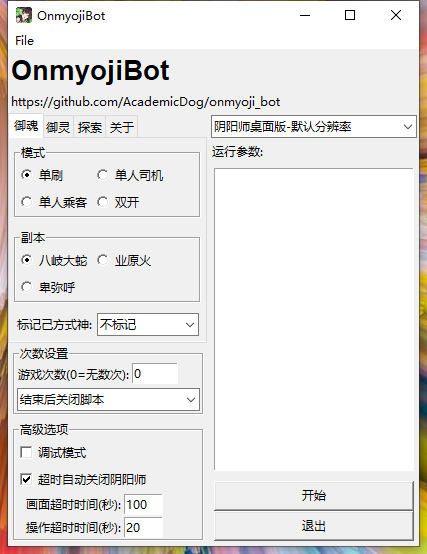 OnmyojiBot
File
OnmyojiBot
https://github.com/AcademicDog/onmyoji_bot
御魂 御灵 探索 关于
阴阳师桌面版-默认分辨率
模式
单刷 单人司机
单人乘客 双开
副本
八岐大蛇 业原火
卑弥呼
标记己方式神: 不标记
次数设置
游戏次数(0=无数次): 0
结束后关闭脚本
高级选项
调试模式
超时自动关闭阴阳师
画面超时时间(秒): 100
操作超时时间(秒): 20
运行参数:
开始
退出